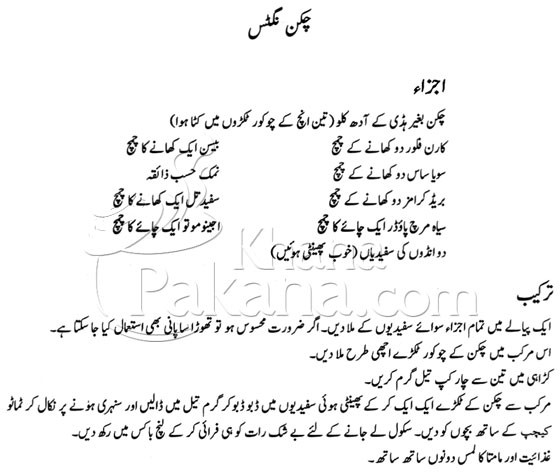 چکن نگٹس
اجزاء
چکن بغیر ہڈی کے آدھ کلو (تین انچ کے چوکور ٹکڑوں میں کٹا ہوا)
کارن فلور دو کھانے کے چمچ بیسن ایک کھانے کا چمچ
سویا ساس دو کھانے کے چمچ نمک حسب ذائقہ
بریڈ کرامز دو کھانے کے چمچ سفید تل ایک کھانے کا چمچ
سیاہ مرچ پاؤڈر ایک چائے کا چمچ اجینو موتو ایک چائے کا چمچ
دو انڈوں کی سفیدیاں (خوب پھینٹی ہوئیں)
Khana
Pakana.com
ترکیب
ایک پیالے میں تمام اجزاء سوائے سفیدیوں کے ملا دیں۔ اگر ضرورت محسوس ہو تو تھوڑا سا پانی بھی استعمال کیا جا سکتا ہے۔
اس مرکب میں چکن کے چوکور ٹکڑے اچھی طرح ملا دیں۔
کڑاہی میں تین سے چار کپ تیل گرم کریں۔
مرکب سے چکن کے ٹکڑے ایک ایک کر کے پھینٹی ہوئی سفیدیوں میں ڈبو ڈبو کر گرم تیل میں ڈالیں اور سنہری ہونے پر نکال کر ٹماٹو
کیچپ کے ساتھ بچوں کو دیں۔ سکول لے جانے کے لئے بے شک رات کو ہی فرائی کر کے لنچ باکس میں رکھ دیں۔
غذائیت اور مامتا کا لمس دونوں ساتھ ساتھ۔